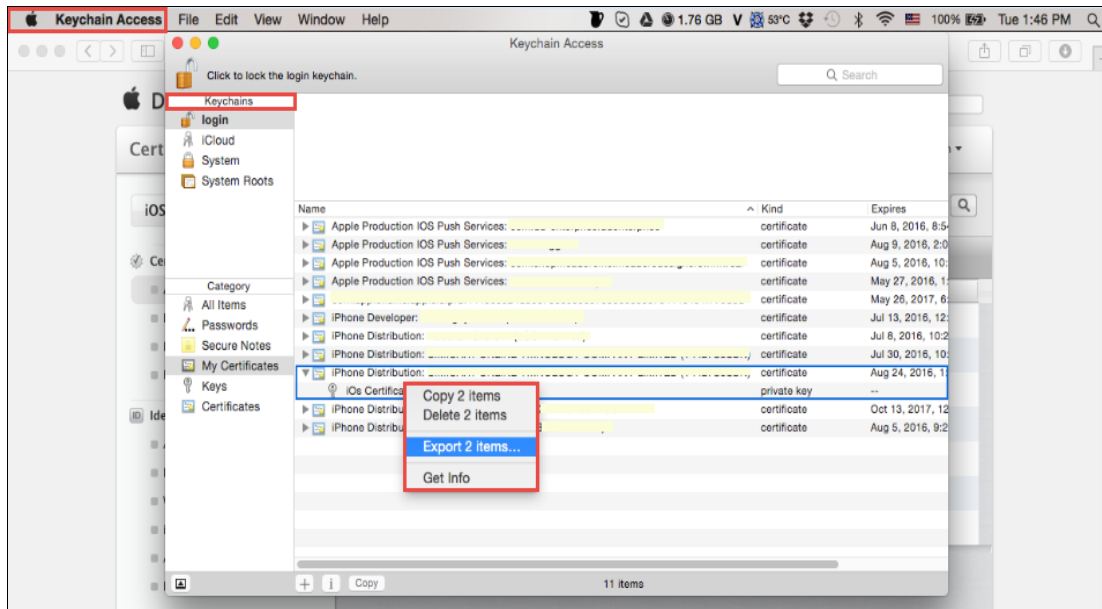 Keychain Access File Edit View Window Help 1.76 GB V 53°C 100% Tue 1:46 PM
Keychain Access
Click to lock the login keychain.
Search
D
Keychains
login
iCloud
Cert
System
System Roots
iOS
Name Kind Expires
Apple Production IOS Push Services: certificate Jun 8, 2016, 8:5
Apple Production IOS Push Services: certificate Aug 9, 2016, 2:0
Ce
Apple Production IOS Push Services: certificate Aug 5, 2016, 10:
Category
Apple Production IOS Push Services: certificate May 27, 2016, 1
All Items
certificate May 26, 2017, 6:
Passwords
iPhone Developer: certificate Jul 13, 2016, 12:
Secure Notes
iPhone Distribution: certificate Jul 8, 2016, 10:2
My Certificates
iPhone Distribution: certificate Jul 30, 2016, 10:
Keys
iPhone Distribution: certificate Aug 24, 2016, 1:
Certificates
iOs Certifica private key --
ID Ide
iPhone Distribu certificate Oct 13, 2017, 12
iPhone Distribu certificate Aug 5, 2016, 9:2
Copy 2 items
Delete 2 items
Export 2 items...
Get Info
+ i Copy 11 items